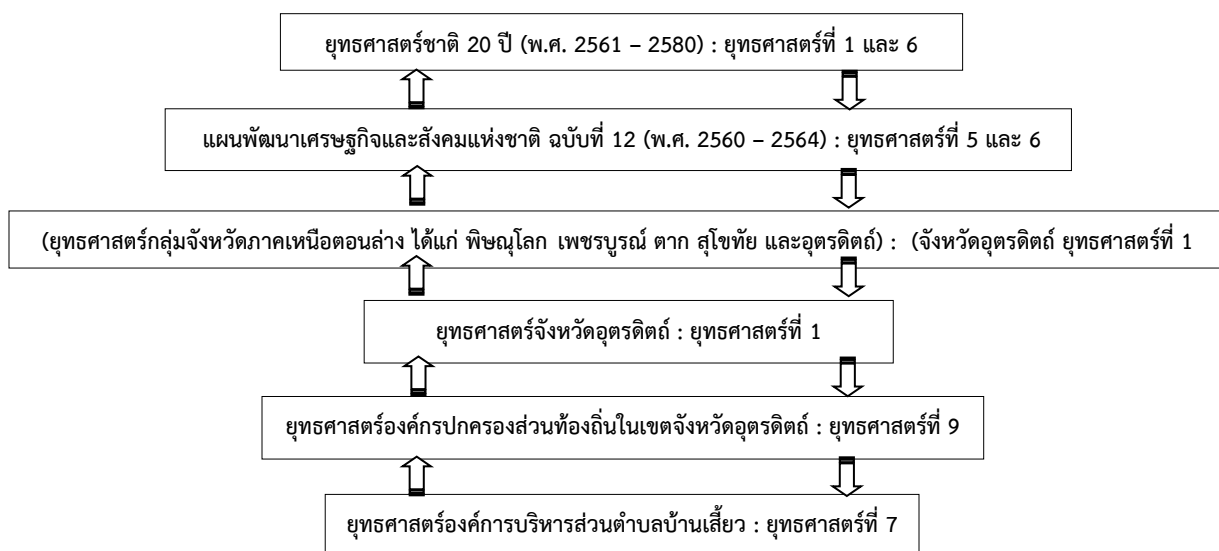 ยุทธศาสตร์ชาติ 20 ปี (พ.ศ. 2561 – 2580) : ยุทธศาสตร์ที่ 1 และ 6
แผนพัฒนาเศรษฐกิจและสังคมแห่งชาติ ฉบับที่ 12 (พ.ศ. 2560 – 2564) : ยุทธศาสตร์ที่ 5 และ 6
(ยุทธศาสตร์กลุ่มจังหวัดภาคเหนือตอนล่าง ได้แก่ พิษณุโลก เพชรบูรณ์ ตาก สุโขทัย และอุตรดิตถ์) : (จังหวัดอุตรดิตถ์ ยุทธศาสตร์ที่ 1
ยุทธศาสตร์จังหวัดอุตรดิตถ์ : ยุทธศาสตร์ที่ 1
ยุทธศาสตร์องค์กรปกครองส่วนท้องถิ่นในเขตจังหวัดอุตรดิตถ์ : ยุทธศาสตร์ที่ 9
ยุทธศาสตร์องค์การบริหารส่วนตำบลบ้านเสี้ยว : ยุทธศาสตร์ที่ 7